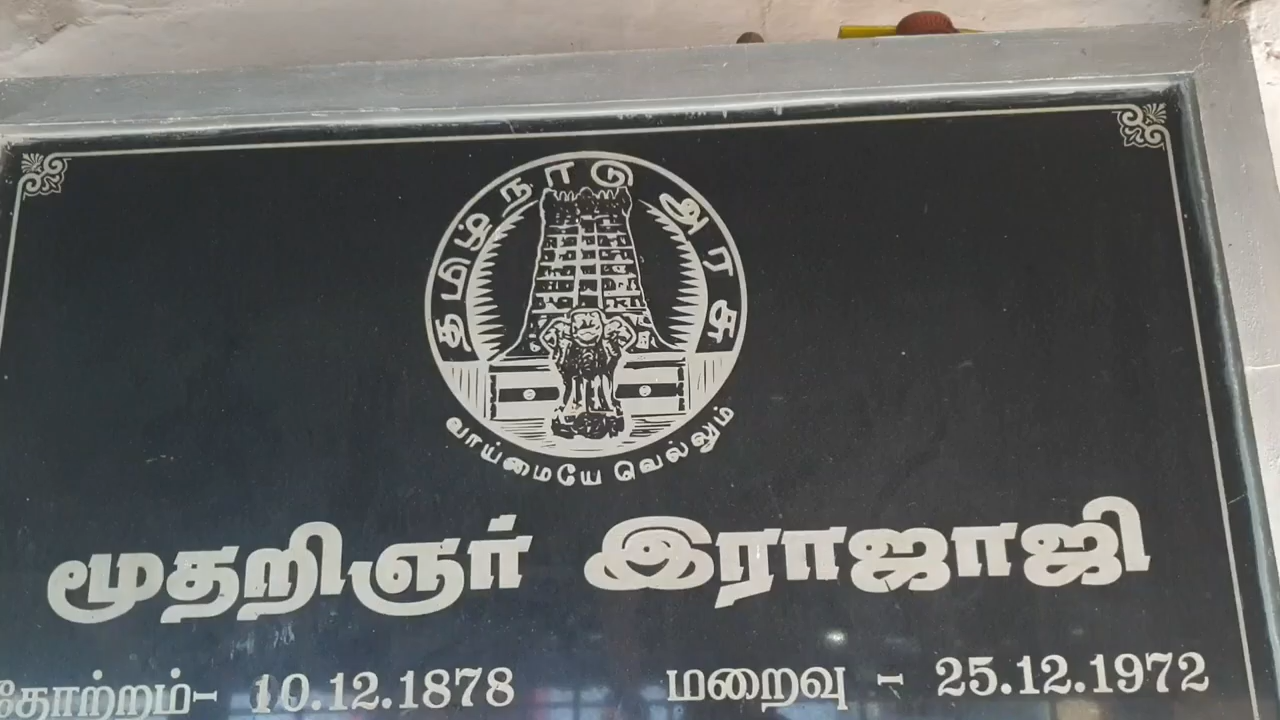 தமிழ்நாடு அரசு
வாய்மையே வெல்லும்
மூதறிஞர் இராஜாஜி
தோற்றம்- 10.12.1878 மறைவு - 25.12.1972